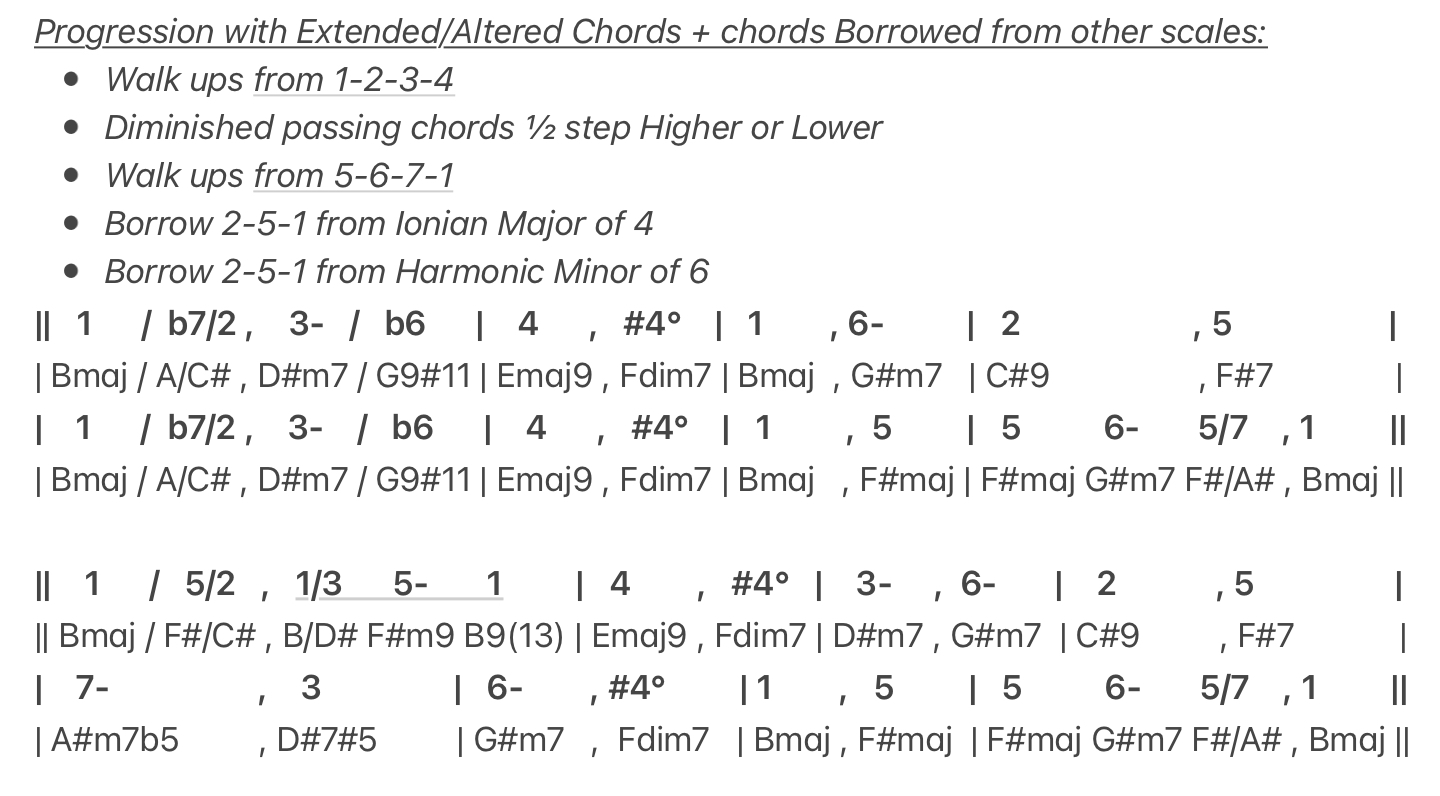 Progression with Extended/Altered Chords + chords Borrowed from other scales:
• Walk ups from 1-2-3-4
• Diminished passing chords ½ step Higher or Lower
• Walk ups from 5-6-7-1
• Borrow 2-5-1 from Ionian Major of 4
• Borrow 2-5-1 from Harmonic Minor of 6
|| 1 / b7/2 , 3- / b6 | 4 , #4° | 1 , 6- | 2 , 5 |
| Bmaj / A/C# , D#m7 / G9#11 | Emaj9 , Fdim7 | Bmaj , G#m7 | C#9 , F#7 |
| 1 / b7/2 , 3- / b6 | 4 , #4° | 1 , 5 | 5 6- 5/7 , 1 ||
| Bmaj / A/C# , D#m7 / G9#11 | Emaj9 , Fdim7 | Bmaj , F#maj | F#maj G#m7 F#/A# , Bmaj ||
|| 1 / 5/2 , 1/3 5- 1 | 4 , #4° | 3- , 6- | 2 , 5 |
|| Bmaj / F#/C# , B/D# F#m9 B9(13) | Emaj9 , Fdim7 | D#m7 , G#m7 | C#9 , F#7 |
| 7- , 3 | 6- , #4° | 1 , 5 | 5 6- 5/7 , 1 ||
| A#m7b5 , D#7#5 | G#m7 , Fdim7 | Bmaj , F#maj | F#maj G#m7 F#/A# , Bmaj ||